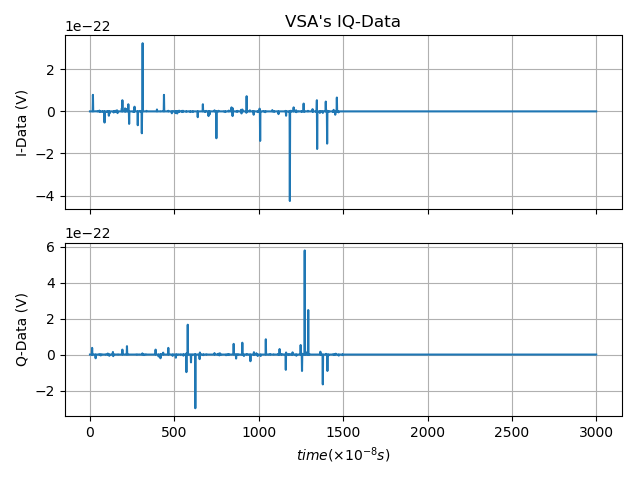 VSA's IQ-Data
1e−22
2
0
−2
−4
I-Data (V)
1e−22
6
4
2
0
−2
Q-Data (V)
0 500 1000 1500 2000 2500 3000
time(×10⁻⁸s)